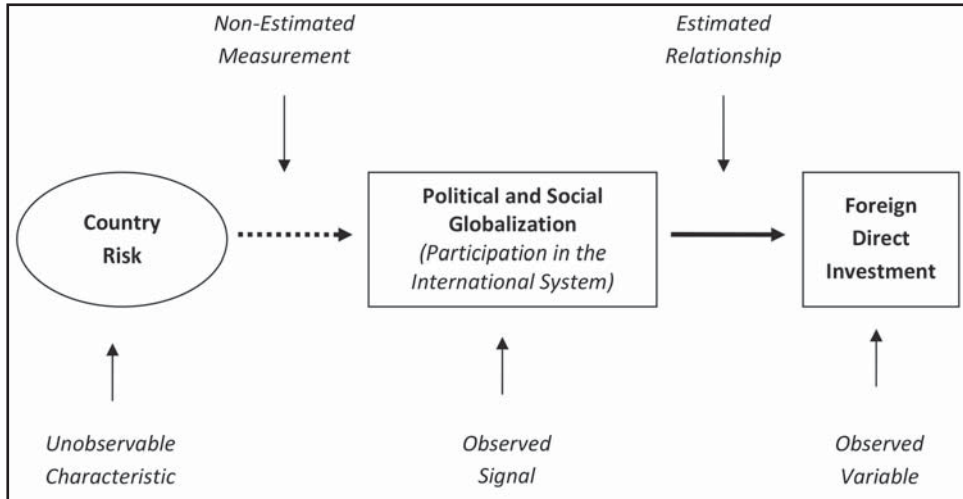 Non-Estimated
Measurement
Estimated
Relationship
Country
Risk
Political and Social
Globalization
(Participation in the
International System)
Foreign
Direct
Investment
Unobservable
Characteristic
Observed
Signal
Observed
Variable